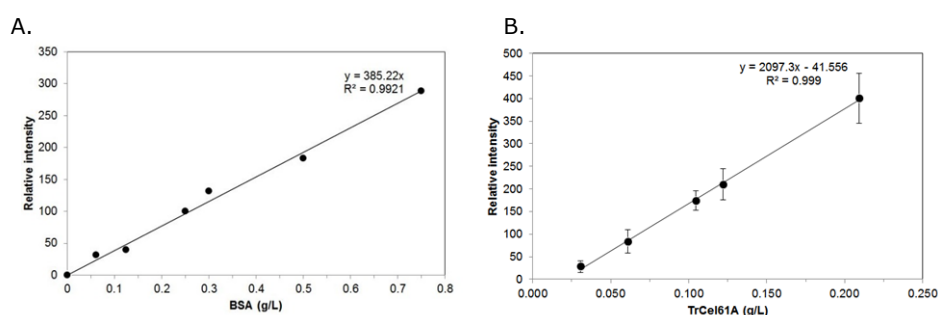 A.
B.
350
300
250
200
150
100
50
0
Relative intensity
y = 385.22x
R² = 0.9921
0 0.1 0.2 0.3 0.4 0.5 0.6 0.7 0.8
BSA (g/L)
500
450
400
350
300
250
200
150
100
50
0
Relative intensity
y = 2097.3x - 41.556
R² = 0.999
0.000 0.050 0.100 0.150 0.200 0.250
TrCel61A (g/L)